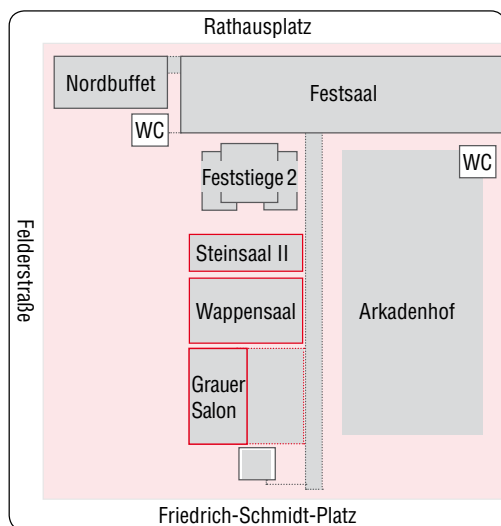 Rathausplatz
Nordbuffet
Festsaal
WC
WC
Feststiege 2
Felderstraße
Steinsaal II
Wappensaal
Arkadenhof
Grauer
Salon
Friedrich-Schmidt-Platz